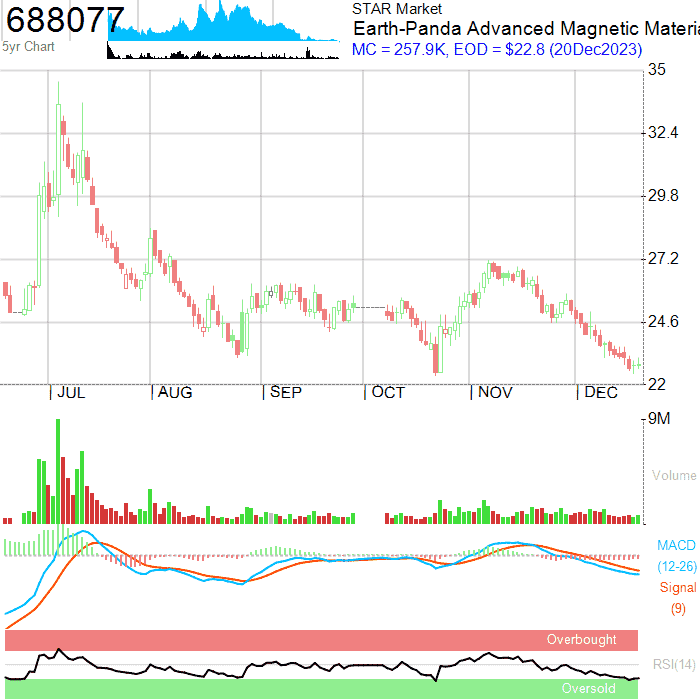 688077
5yr Chart
STAR Market
Earth-Panda Advanced Magnetic Materia
MC = 257.9K, EOD = $22.8 (20Dec2023)
35
32.4
29.8
27.2
24.6
22
JUL AUG SEP OCT NOV DEC
9M
Volume
MACD
(12-26)
Signal
(9)
Overbought
RSI(14)
Oversold